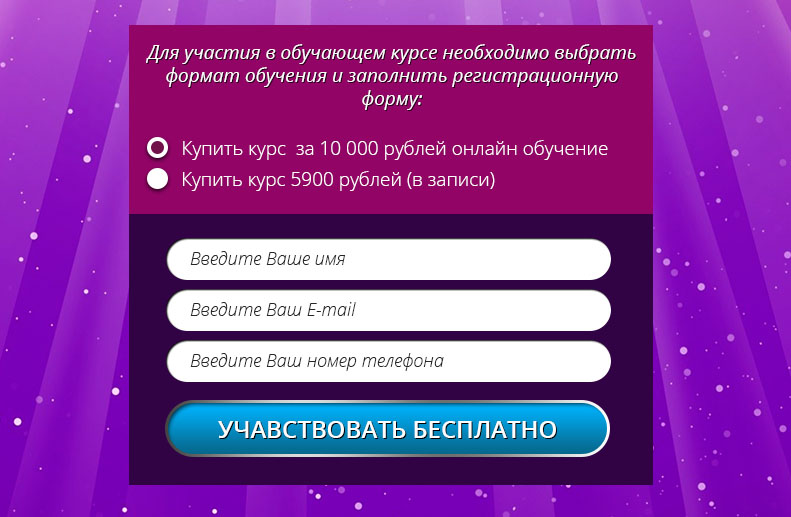 Для участия в обучающем курсе необходимо выбрать
формат обучения и заполнить регистрационную
форму:
Купить курс  за 10 000 рублей онлайн обучение
Купить курс 5900 рублей (в записи)
Введите Ваше имя
Введите Ваш E-mail
Введите Ваш номер телефона
УЧАВСТВОВАТЬ БЕСПЛАТНО